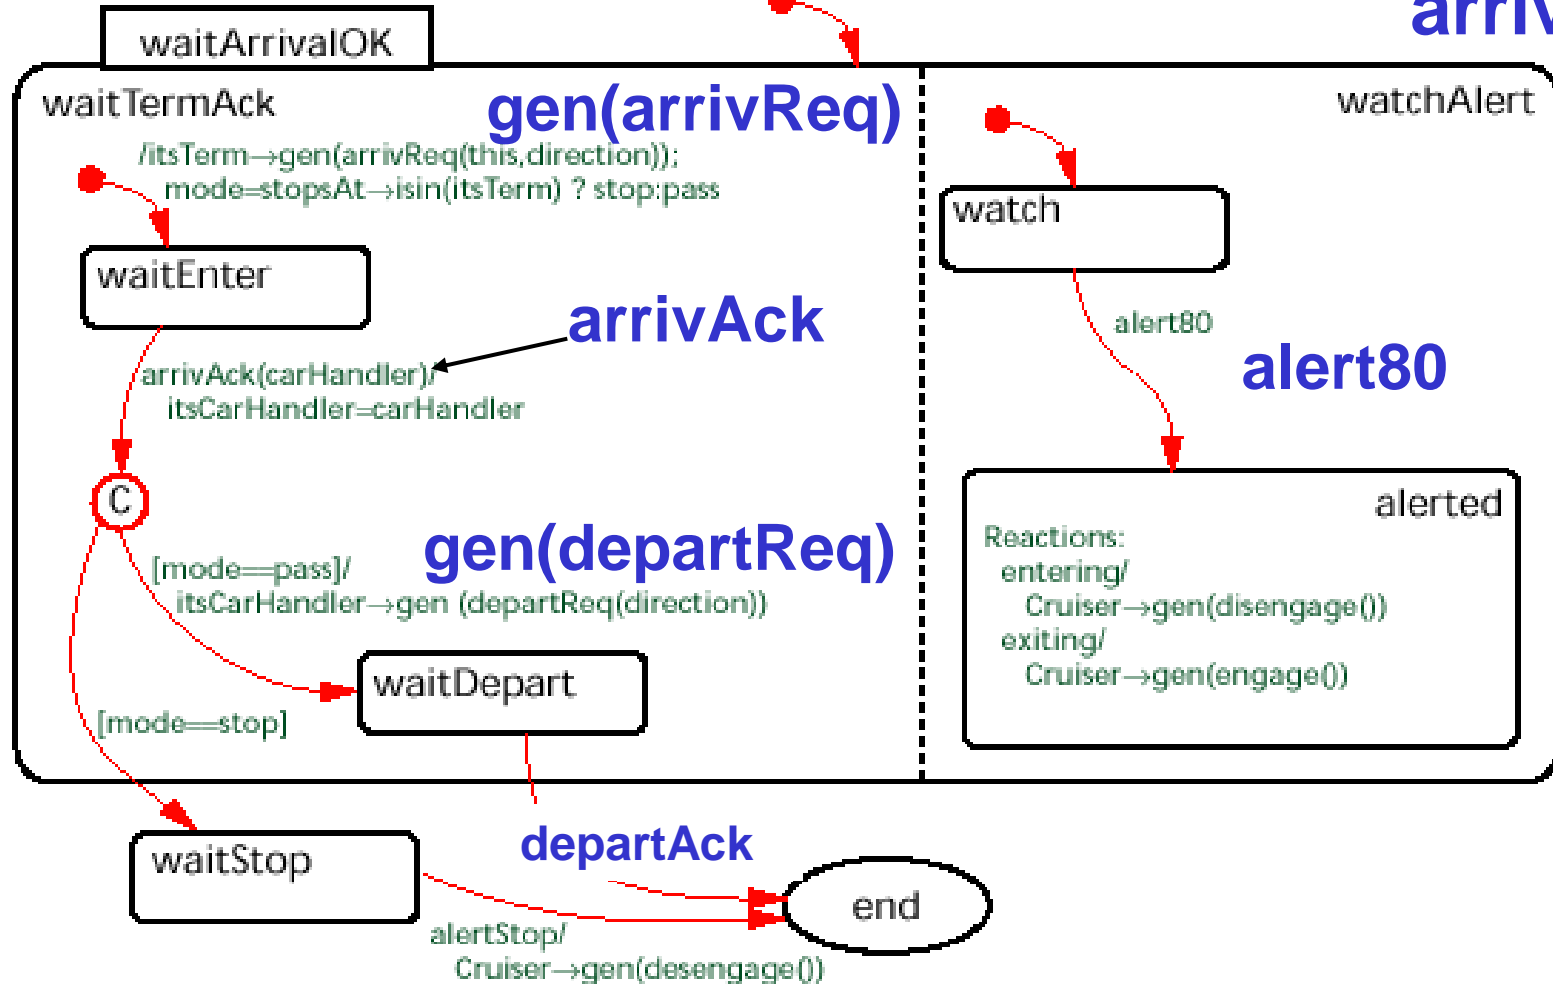 arriv
waitArrivalOK
waitTermAck
gen(arrivReq)
watchAlert
/itsTerm→gen(arrivReq(this,direction));
mode=stopsAt→isin(itsTerm) ? stop:pass
watch
waitEnter
arrivAck
alert80
alert80
arrivAck(carHandler)/
itsCarHandler=carHandler
C
alerted
gen(departReq)
Reactions:
entering/
Cruiser→gen(disengage())
exiting/
Cruiser→gen(engage())
[mode==pass]/
itsCarHandler→gen (departReq(direction))
waitDepart
[mode==stop]
departAck
waitStop
end
alertStop/
Cruiser→gen(desengage())